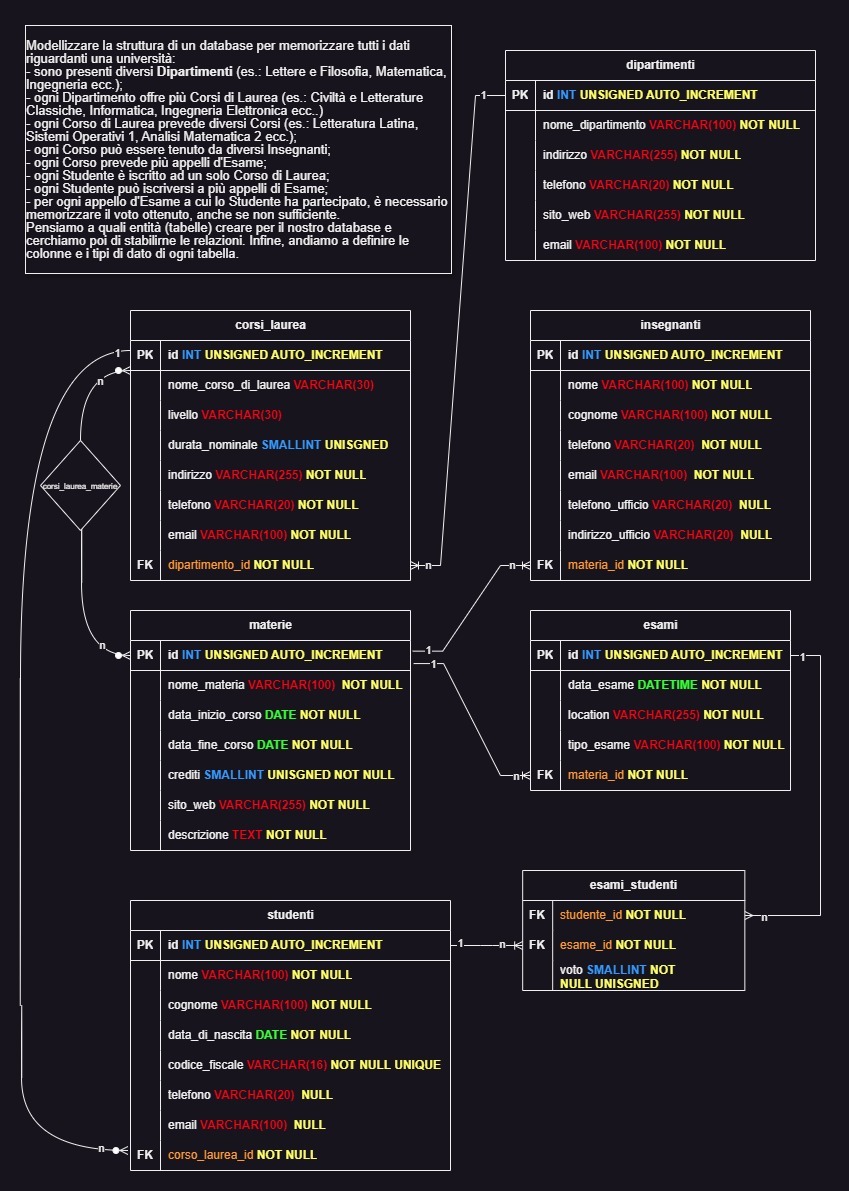 Modellizzare la struttura di un database per memorizzare tutti i dati
riguardanti una università:
- sono presenti diversi Dipartimenti (es.: Lettere e Filosofia, Matematica,
Ingegneria ecc.);
- ogni Dipartimento offre più Corsi di Laurea (es.: Civiltà e Letterature
Classiche, Informatica, Ingegneria Elettronica ecc..)
- ogni Corso di Laurea prevede diversi Corsi (es.: Letteratura Latina,
Sistemi Operativi 1, Analisi Matematica 2 ecc.);
- ogni Corso può essere tenuto da diversi Insegnanti;
- ogni Corso prevede più appelli d'Esame;
- ogni Studente è iscritto ad un solo Corso di Laurea;
- ogni Studente può iscriversi a più appelli di Esame;
- per ogni appello d'Esame a cui lo Studente ha partecipato, è necessario
memorizzare il voto ottenuto, anche se non sufficiente.
Pensiamo a quali entità (tabelle) creare per il nostro database e
cerchiamo poi di stabilirne le relazioni. Infine, andiamo a definire le
colonne e i tipi di dato di ogni tabella.
dipartimenti
PK id INT UNSIGNED AUTO_INCREMENT
nome_dipartimento VARCHAR(100) NOT NULL
indirizzo VARCHAR(255) NOT NULL
telefono VARCHAR(20) NOT NULL
sito_web VARCHAR(255) NOT NULL
email VARCHAR(100) NOT NULL
1
n
corsi_laurea
PK id INT UNSIGNED AUTO_INCREMENT
nome_corso_di_laurea VARCHAR(30)
livello VARCHAR(30)
durata_nominale SMALLINT UNISGNED
indirizzo VARCHAR(255) NOT NULL
telefono VARCHAR(20) NOT NULL
email VARCHAR(100) NOT NULL
FK dipartimento_id NOT NULL
1
n
corsi_laurea_materie
n
insegnanti
PK id INT UNSIGNED AUTO_INCREMENT
nome VARCHAR(100) NOT NULL
cognome VARCHAR(100) NOT NULL
telefono VARCHAR(20) NOT NULL
email VARCHAR(100) NOT NULL
telefono_ufficio VARCHAR(20) NULL
indirizzo_ufficio VARCHAR(20) NULL
FK materia_id NOT NULL
n
1
materie
PK id INT UNSIGNED AUTO_INCREMENT
nome_materia VARCHAR(100) NOT NULL
data_inizio_corso DATE NOT NULL
data_fine_corso DATE NOT NULL
crediti SMALLINT UNISGNED NOT NULL
sito_web VARCHAR(255) NOT NULL
descrizione TEXT NOT NULL
1
n
esami
PK id INT UNSIGNED AUTO_INCREMENT
data_esame DATETIME NOT NULL
location VARCHAR(255) NOT NULL
tipo_esame VARCHAR(100) NOT NULL
FK materia_id NOT NULL
1
n
esami_studenti
FK studente_id NOT NULL
FK esame_id NOT NULL
voto SMALLINT NOT
NULL UNISGNED
1
n
studenti
PK id INT UNSIGNED AUTO_INCREMENT
nome VARCHAR(100) NOT NULL
cognome VARCHAR(100) NOT NULL
data_di_nascita DATE NOT NULL
codice_fiscale VARCHAR(16) NOT NULL UNIQUE
telefono VARCHAR(20) NULL
email VARCHAR(100) NULL
FK corso_laurea_id NOT NULL
n